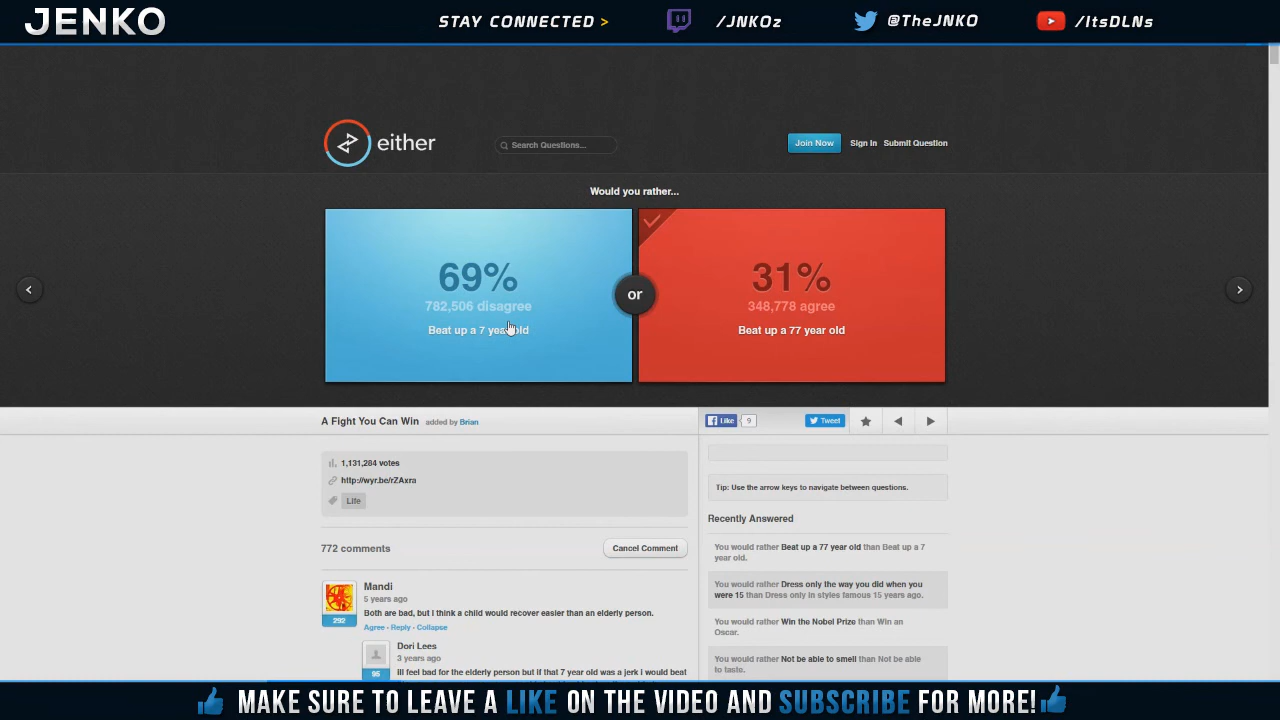 JENKO
STAY CONNECTED >
/JNKOz
@TheJNKO
/ItsDLNs
either
Search Questions...
Join Now
Sign In
Submit Question
Would you rather...
69%
782,506 disagree
Beat up a 7 year old
or
31%
348,778 agree
Beat up a 77 year old
A Fight You Can Win
added by Brian
Like
9
Tweet
1,131,284 votes
http://wyr.be/rZAxra
Life
772 comments
Cancel Comment
Mandi
5 years ago
Both are bad, but I think a child would recover easier than an elderly person.
292
Agree - Reply - Collapse
Dori Lees
3 years ago
Ill feel bad for the elderly person but if that 7 year old was a jerk i would beat
95
Tip: Use the arrow keys to navigate between questions.
Recently Answered
You would rather Beat up a 77 year old than Beat up a 7
year old.
You would rather Dress only the way you did when you
were 15 than Dress only in styles famous 15 years ago.
You would rather Win the Nobel Prize than Win an
Oscar.
You would rather Not be able to smell than Not be able
to taste.
MAKE SURE TO LEAVE A LIKE ON THE VIDEO AND SUBSCRIBE FOR MORE!